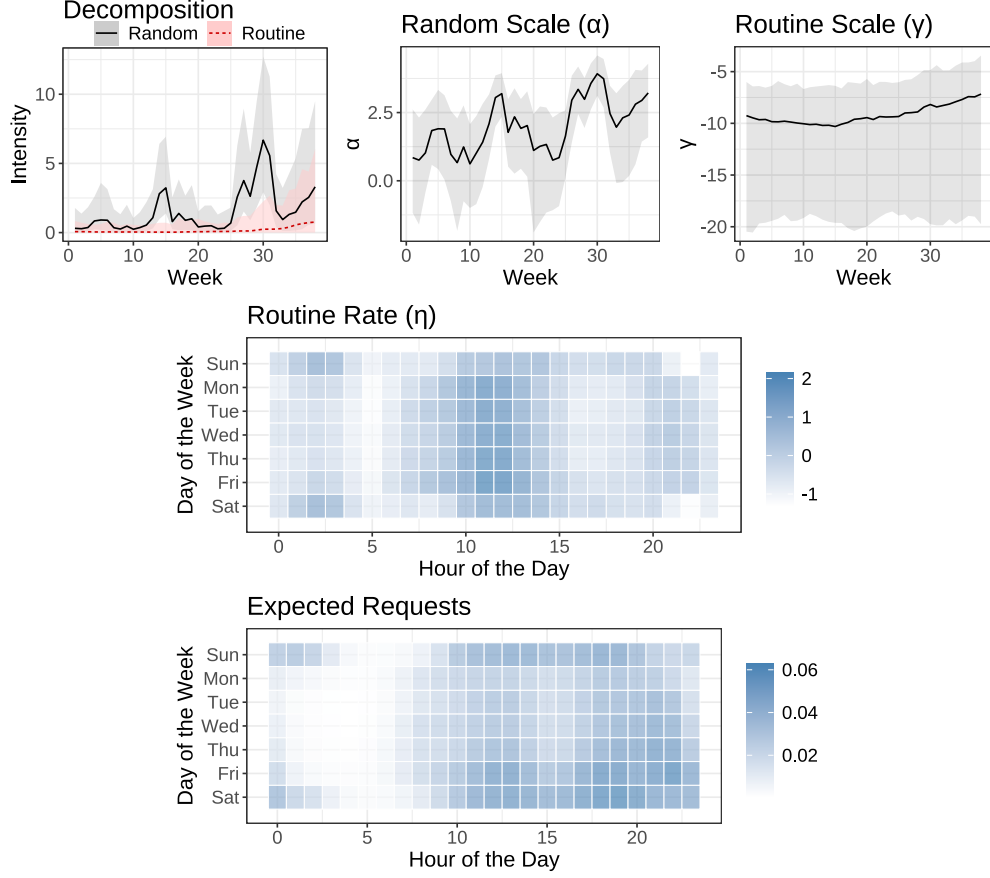 Decomposition
Random Routine
Intensity
10
5
0
0 10 20 30
Week
Random Scale (α)
α
2.5
0.0
0 10 20 30
Week
Routine Scale (γ)
γ
-5
-10
-15
-20
0 10 20 30
Week
Routine Rate (η)
Day of the Week
Sun
Mon
Tue
Wed
Thu
Fri
Sat
0 5 10 15 20
Hour of the Day
2
1
0
-1
Expected Requests
Day of the Week
Sun
Mon
Tue
Wed
Thu
Fri
Sat
0 5 10 15 20
Hour of the Day
0.06
0.04
0.02